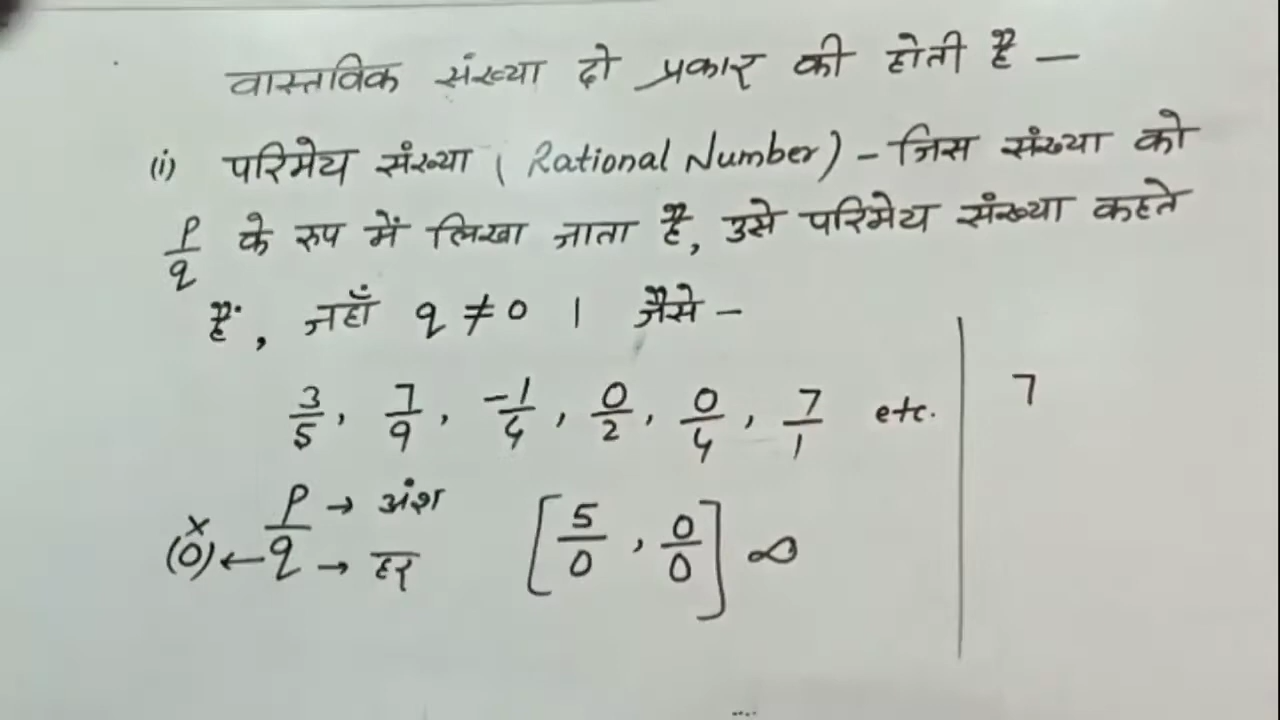 वास्तविक संख्या दो प्रकार की होती है –
(i) परिमेय संख्या ( Rational Number) – जिस संख्या को
p/q के रुप में लिखा जाता है, उसे परिमेय संख्या कहते
हैं, जहाँ q ≠ 0 । जैसे –
3/5, 7/9, -1/4, 0/2, 0/4, 7/1 etc.
7
p → अंश
(0) × ← q → हर
[5/0, 0/0] ∞